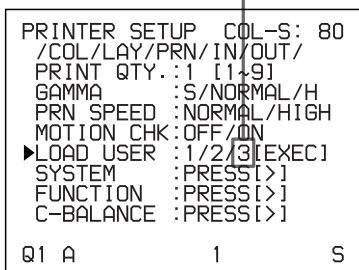 PRINTER SETUP COL-S: 80
/COL/LAY/PRN/IN/OUT/
PRINT QTY.:1 [1~9]
GAMMA :S/NORMAL/H
PRN SPEED :NORMAL/HIGH
MOTION CHK:OFF/ON
▶LOAD USER :1/2/3[EXEC]
SYSTEM :PRESS[>]
FUNCTION :PRESS[>]
C-BALANCE :PRESS[>]
Q1 A 1 S